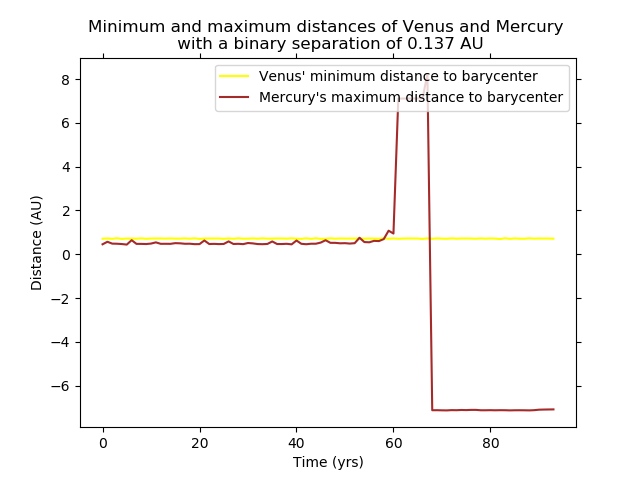 Minimum and maximum distances of Venus and Mercury
with a binary separation of 0.137 AU
Venus' minimum distance to barycenter
Mercury's maximum distance to barycenter
8
6
4
2
0
−2
−4
−6
Distance (AU)
0
20
40
60
80
Time (yrs)